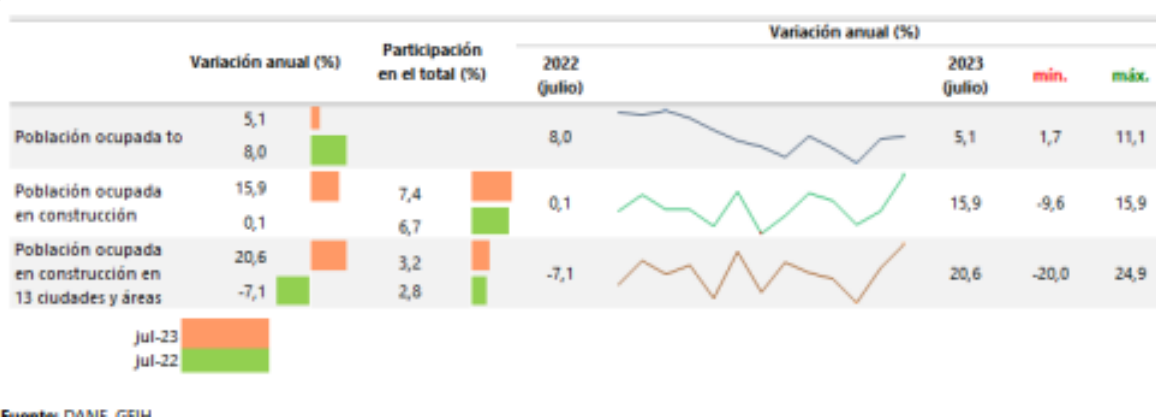 Variación anual (%)
Variación anual (%) Participación en el total (%) 2022 (julio) 2023 (julio) mín. máx.
Población ocupada to 5,1 8,0 8,0 5,1 1,7 11,1
Población ocupada en construcción 15,9 0,1 7,4 6,7 0,1 15,9 -9,6 15,9
Población ocupada en construcción en 13 ciudades y áreas 20,6 -7,1 3,2 2,8 -7,1 20,6 -20,0 24,9
jul-23
jul-22
Fuente: DANE, GEIH